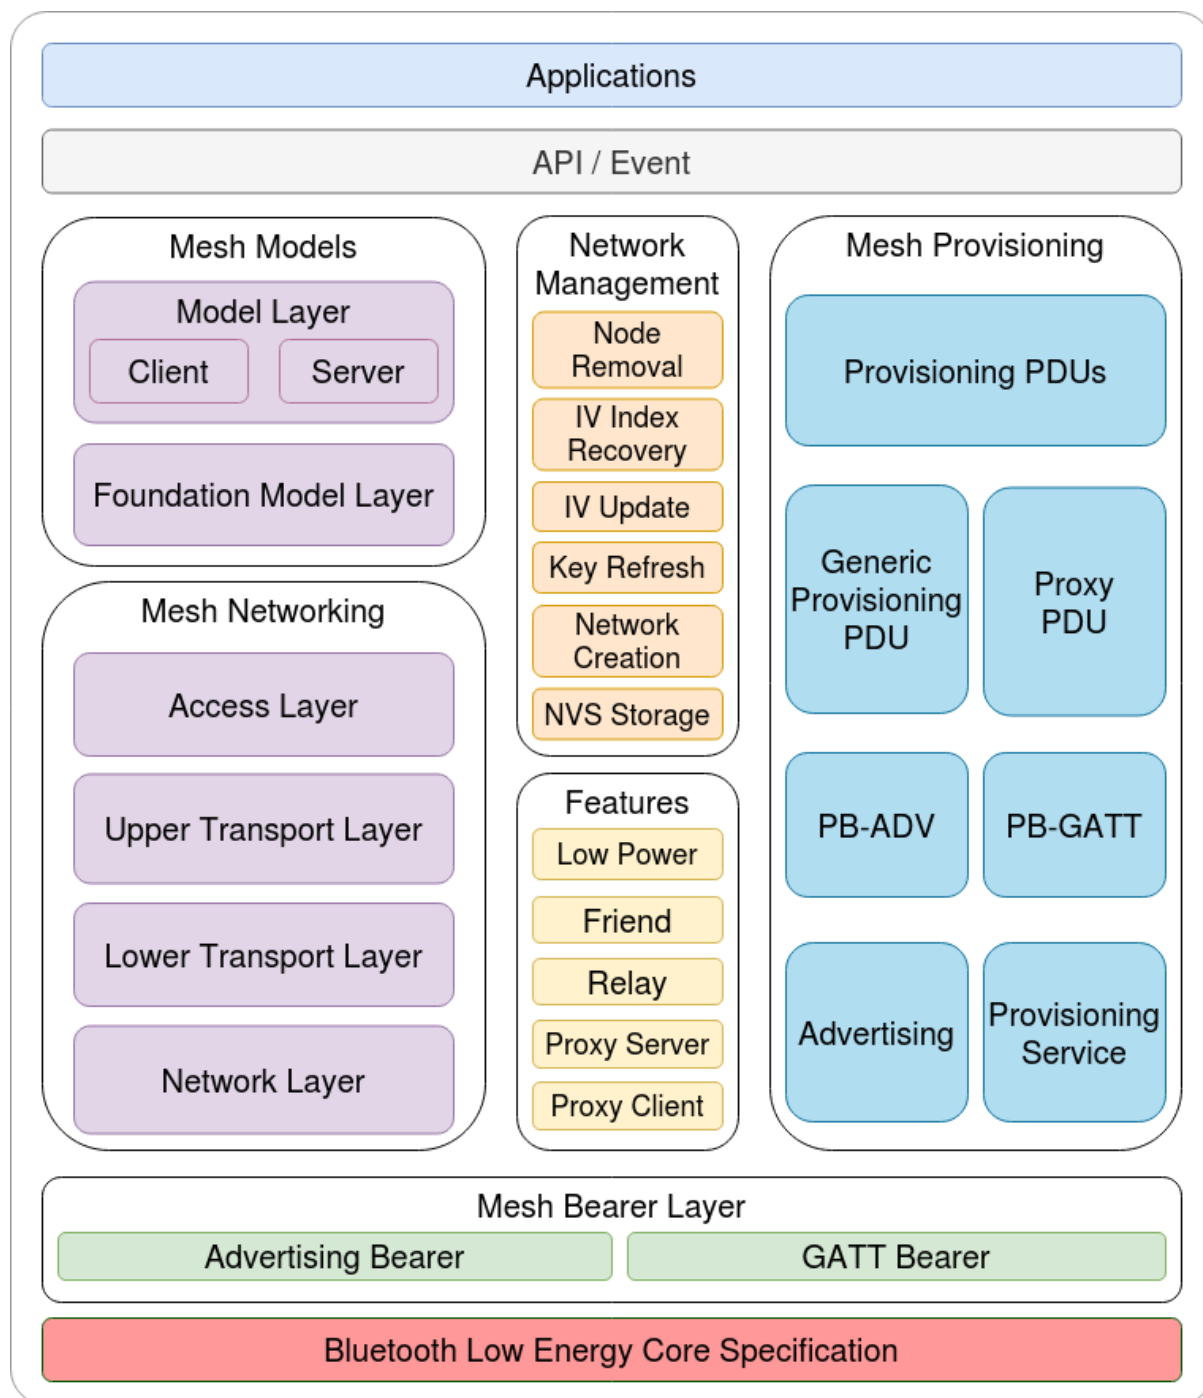 Applications
API / Event
Mesh Models
Model Layer
Client
Server
Foundation Model Layer
Mesh Networking
Access Layer
Upper Transport Layer
Lower Transport Layer
Network Layer
Network
Management
Node
Removal
IV Index
Recovery
IV Update
Key Refresh
Network
Creation
NVS Storage
Features
Low Power
Friend
Relay
Proxy Server
Proxy Client
Mesh Provisioning
Provisioning PDUs
Generic
Provisioning
PDU
Proxy
PDU
PB-ADV
PB-GATT
Advertising
Provisioning
Service
Mesh Bearer Layer
Advertising Bearer
GATT Bearer
Bluetooth Low Energy Core Specification